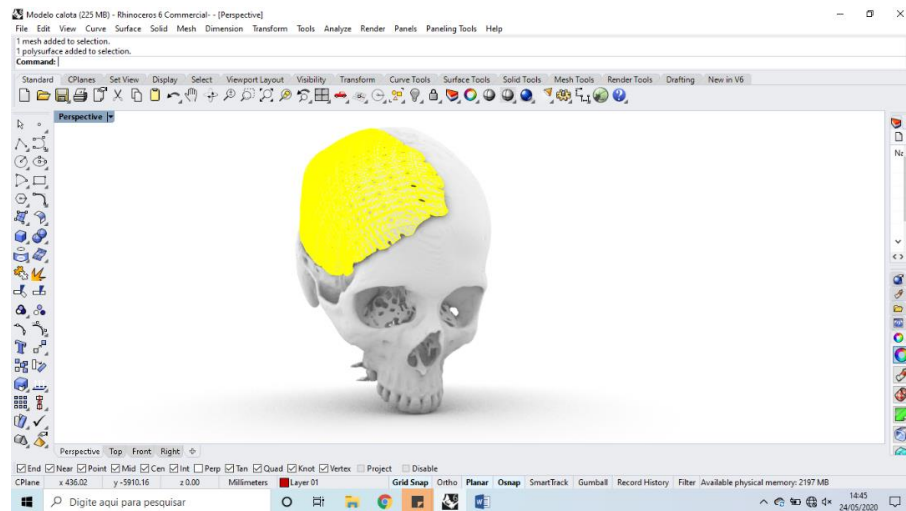 Modelo calota (225 MB) - Rhinoceros 6 Commercial- - [Perspective]
File Edit View Curve Surface Solid Mesh Dimension Transform Tools Analyze Render Panels Paneling Tools Help
1 mesh added to selection.
1 polysurface added to selection.
Command:
Standard CPlanes Set View Display Select Viewport Layout Visibility Transform Curve Tools Surface Tools Solid Tools Mesh Tools Render Tools Drafting New in V6
Perspective
Perspective Top Front Right
End Near Point Mid Cen Int Perp Tan Quad Knot Vertex Project Disable
CPlane x 436.02 y -5910.16 z 0.00 Millimeters Layer 01 Grid Snap Ortho Planar Osnap SmartTrack Gumball Record History Filter Available physical memory: 2197 MB
Digite aqui para pesquisar
14:45
24/05/2020